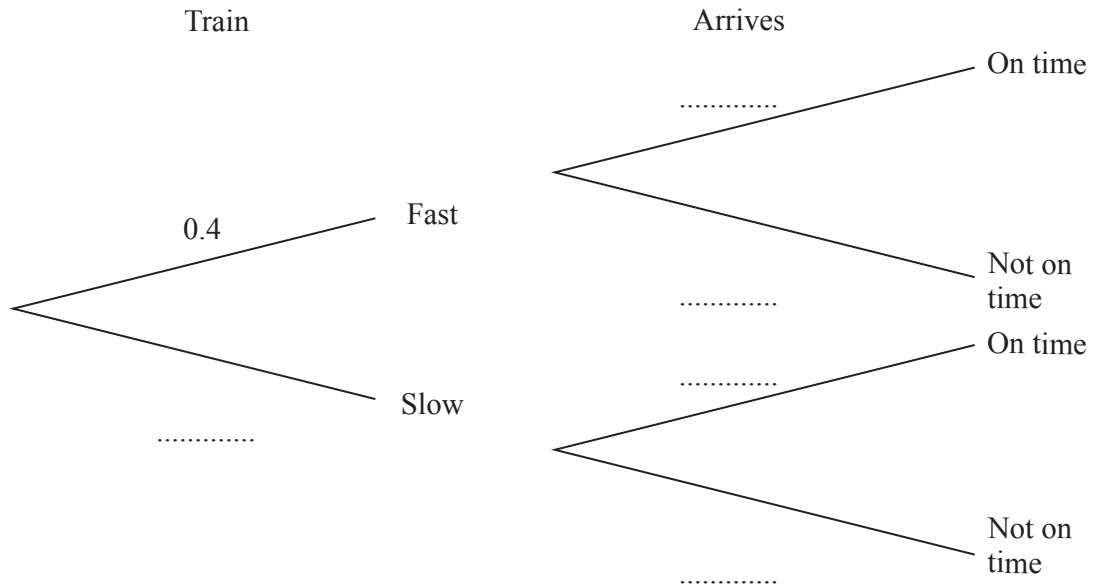 Train
Arrives
On time
.............
0.4
Fast
Not on
time
.............
On time
.............
Slow
.............
Not on
time
.............